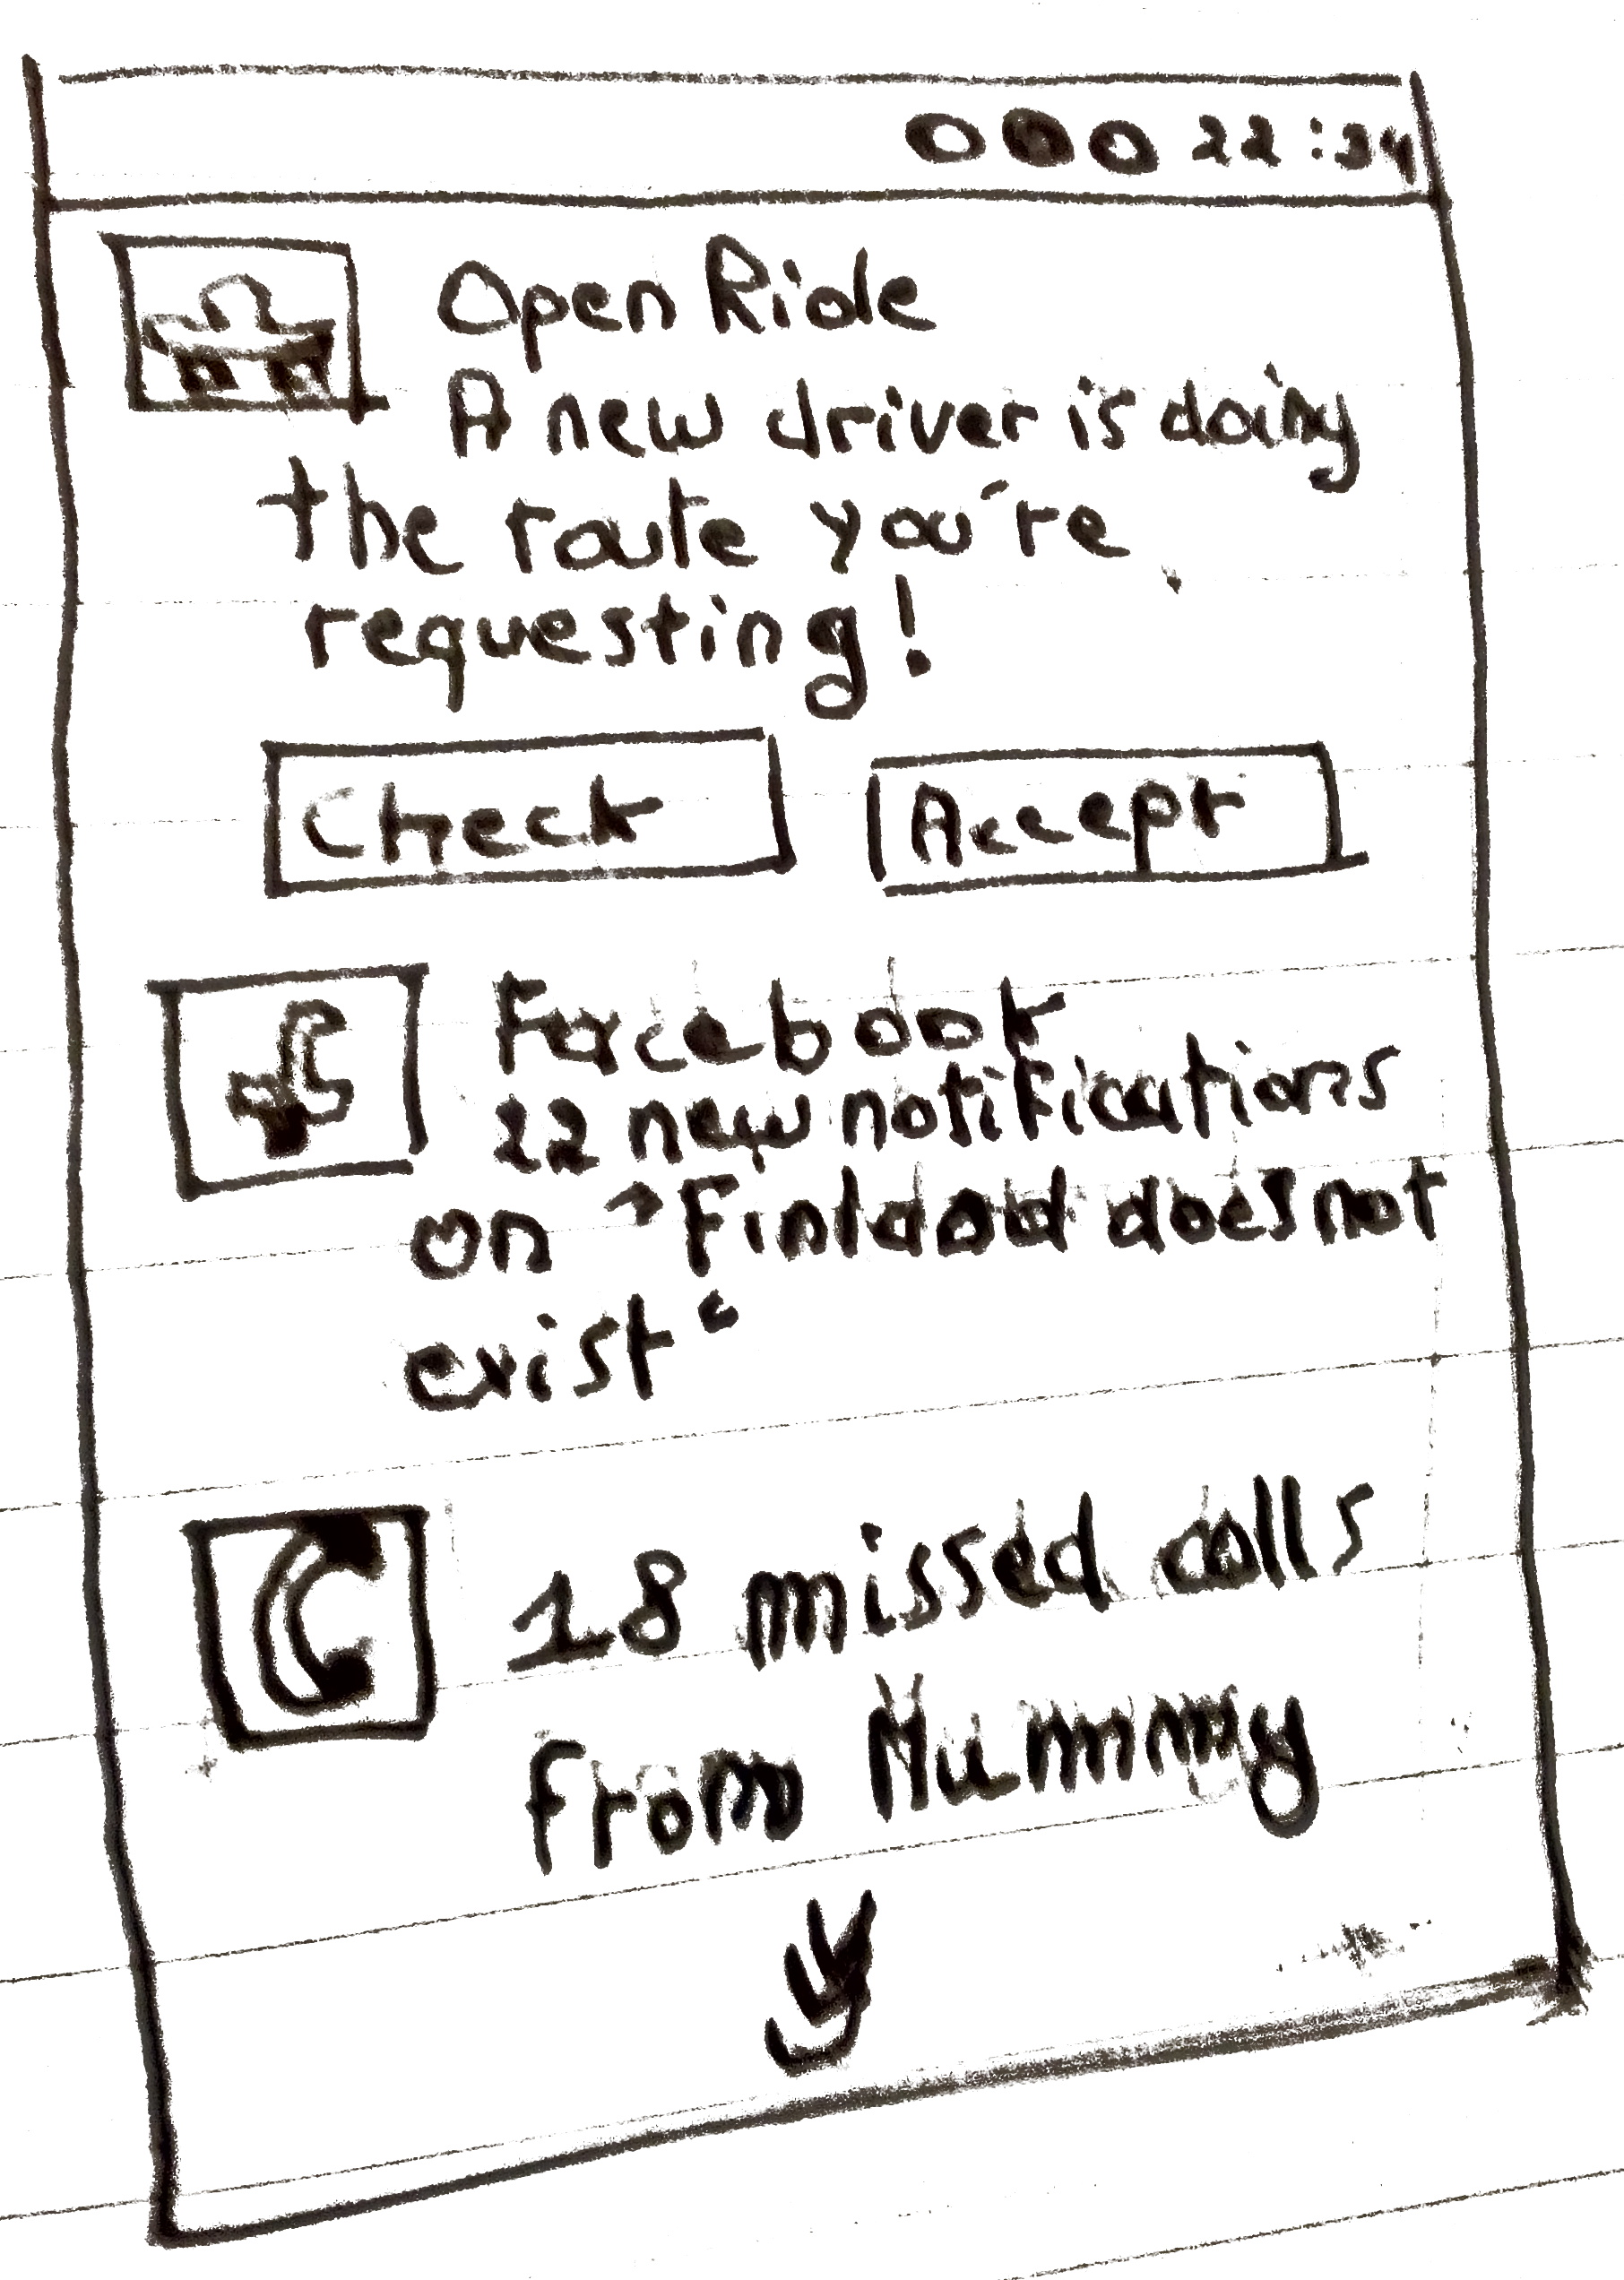 22:34
Open Ride
A new driver is doing
the route you're
requesting!
Check Accept
Facebook
22 new notifications
on "Finland does not
exist"
18 missed calls
from Mummy